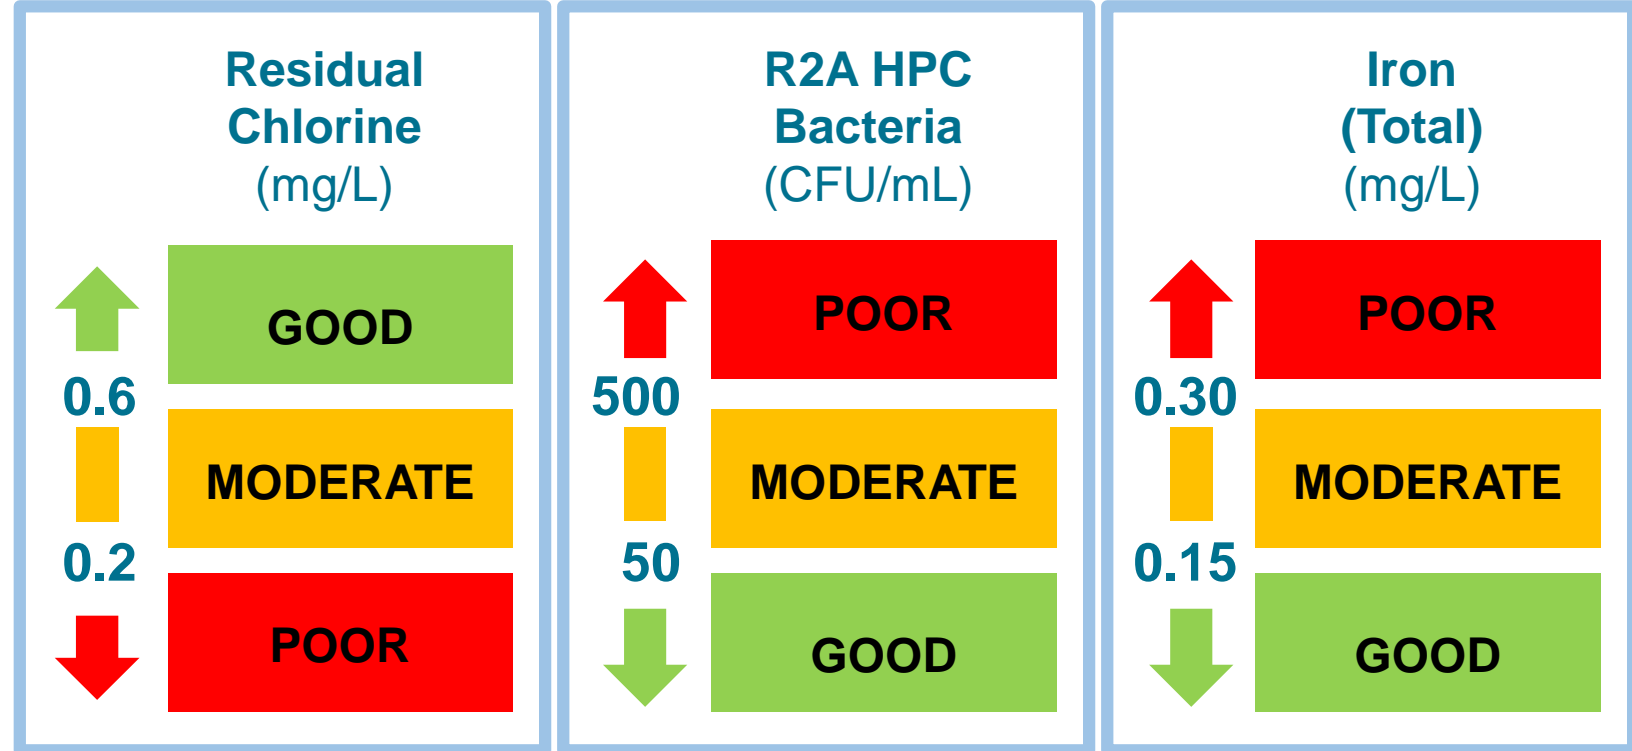 Residual
Chlorine
(mg/L)
GOOD
0.6
MODERATE
0.2
POOR
R2A HPC
Bacteria
(CFU/mL)
POOR
500
MODERATE
50
GOOD
Iron
(Total)
(mg/L)
POOR
0.30
MODERATE
0.15
GOOD